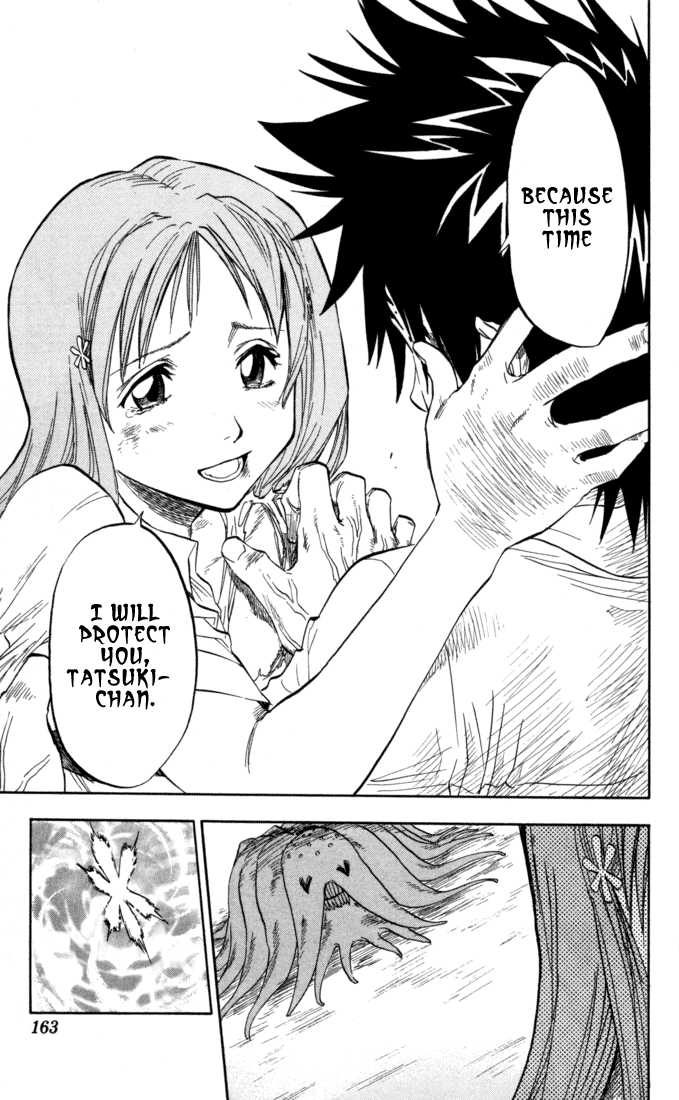 BECAUSE
THIS
TIME
I WILL
PROTECT
YOU,
TATSUKI-
CHAN.
163